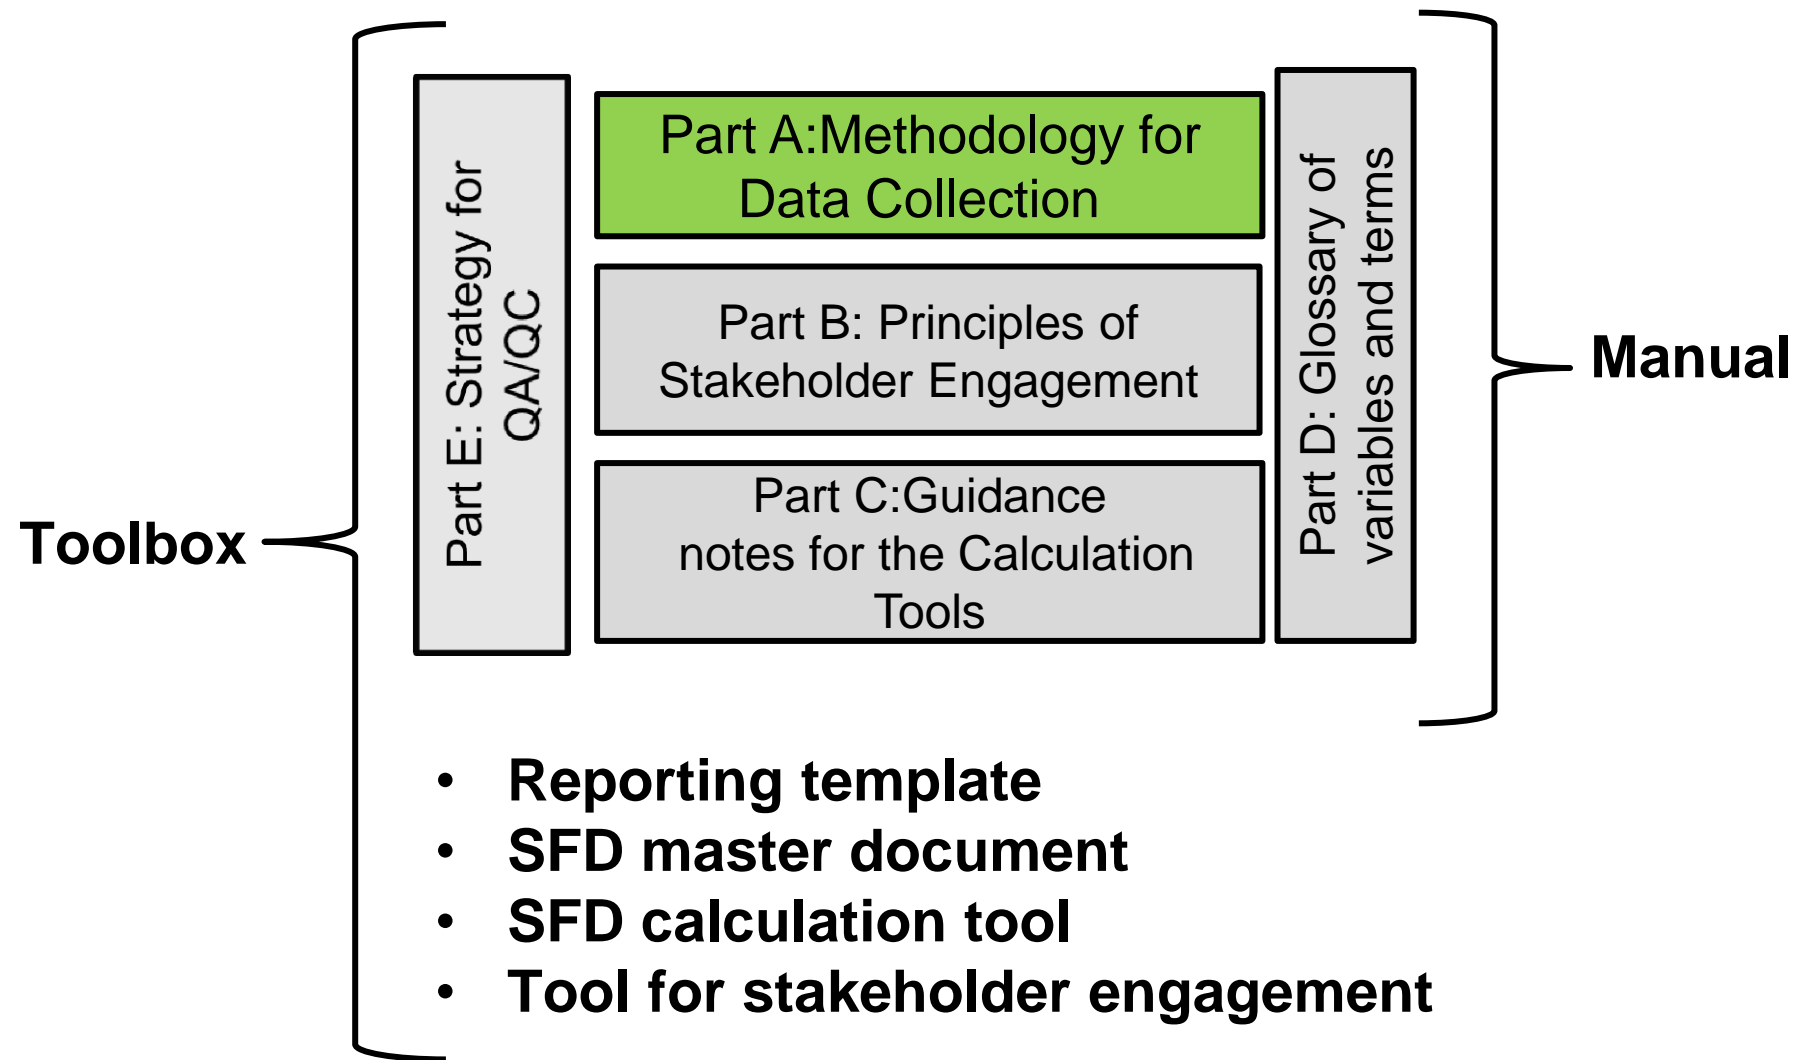 Toolbox
Part E: Strategy for
QA/QC
Part A:Methodology for
Data Collection
Part B: Principles of
Stakeholder Engagement
Part C:Guidance
notes for the Calculation
Tools
Part D: Glossary of
variables and terms
Manual
• Reporting template
• SFD master document
• SFD calculation tool
• Tool for stakeholder engagement